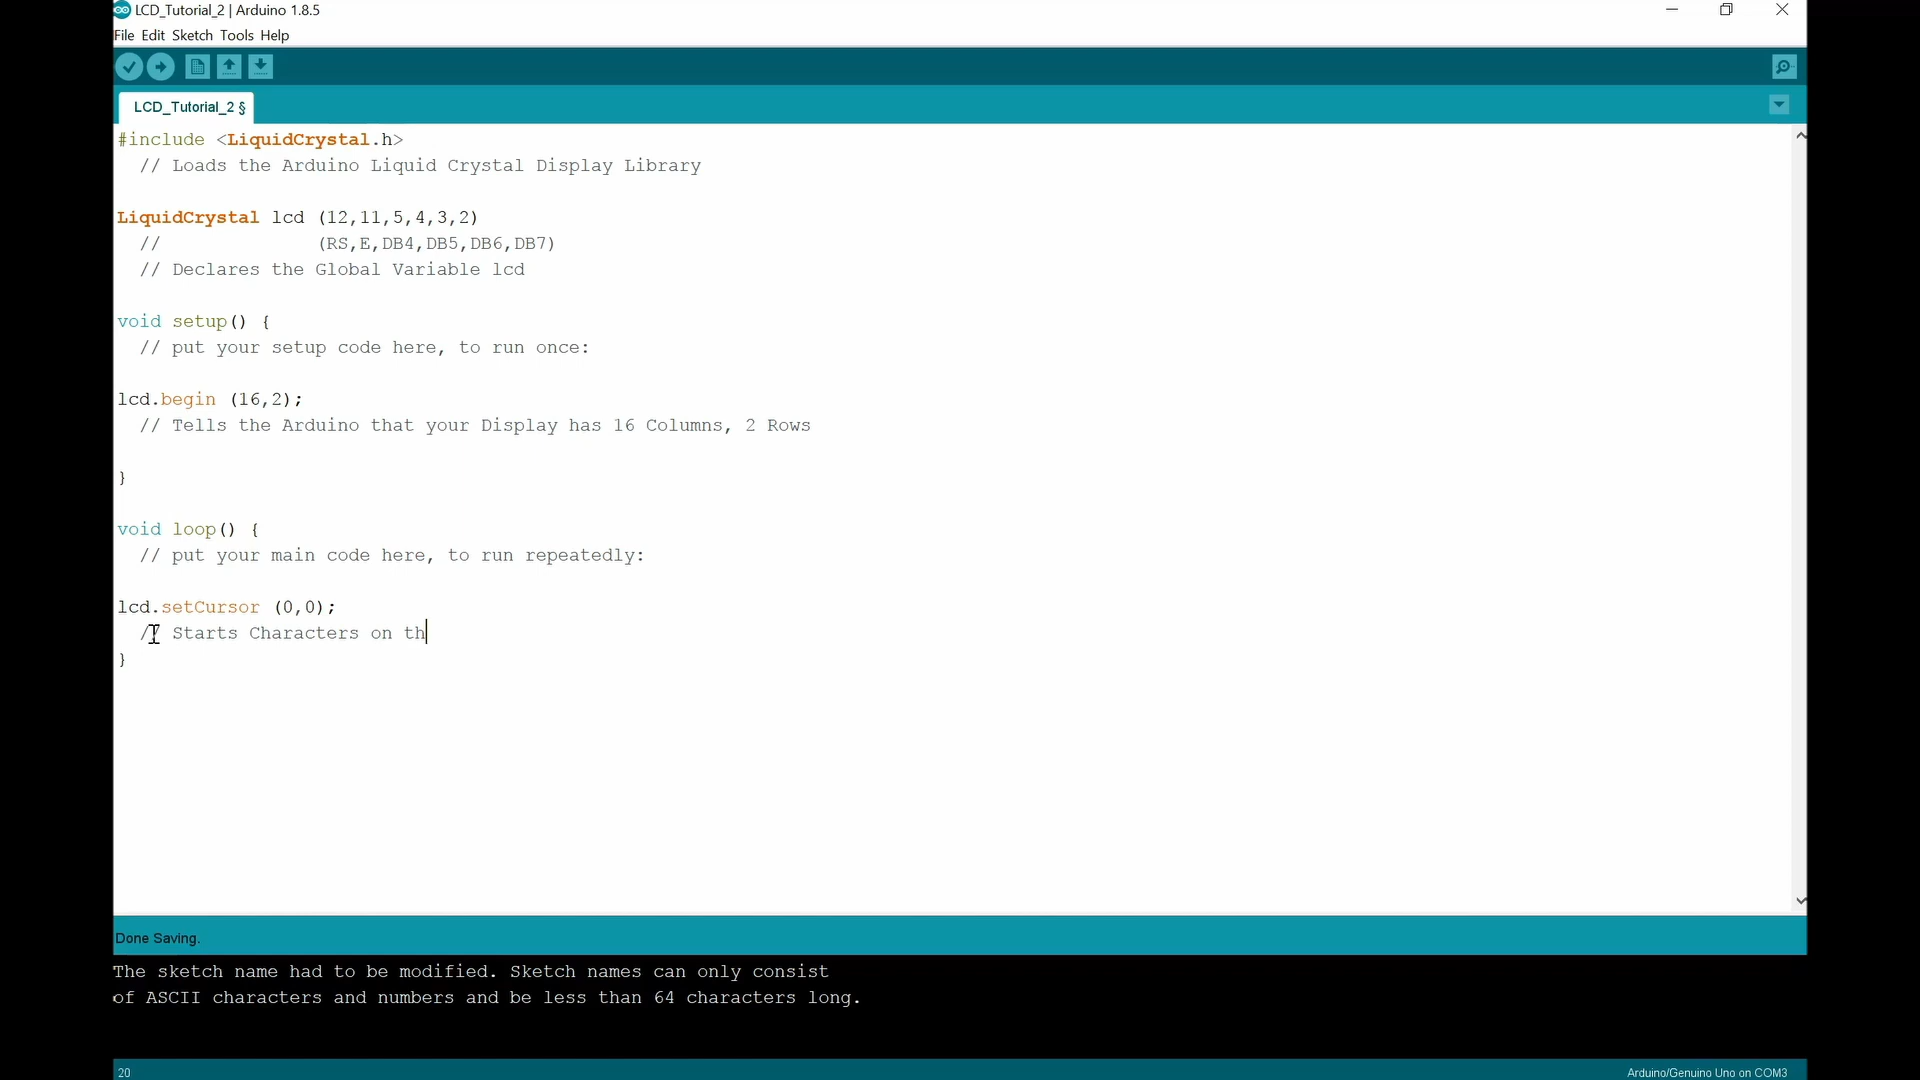 LCD_Tutorial_2 | Arduino 1.8.5
File Edit Sketch Tools Help
LCD_Tutorial_2 §
#include <LiquidCrystal.h>
// Loads the Arduino Liquid Crystal Display Library
LiquidCrystal lcd (12,11,5,4,3,2)
// (RS,E,DB4,DB5,DB6,DB7)
// Declares the Global Variable lcd
void setup() {
// put your setup code here, to run once:
lcd.begin (16,2);
// Tells the Arduino that your Display has 16 Columns, 2 Rows
}
void loop() {
// put your main code here, to run repeatedly:
lcd.setCursor (0,0);
// Starts Characters on th
}
Done Saving.
The sketch name had to be modified. Sketch names can only consist
of ASCII characters and numbers and be less than 64 characters long.
20
Arduino/Genuino Uno on COM3